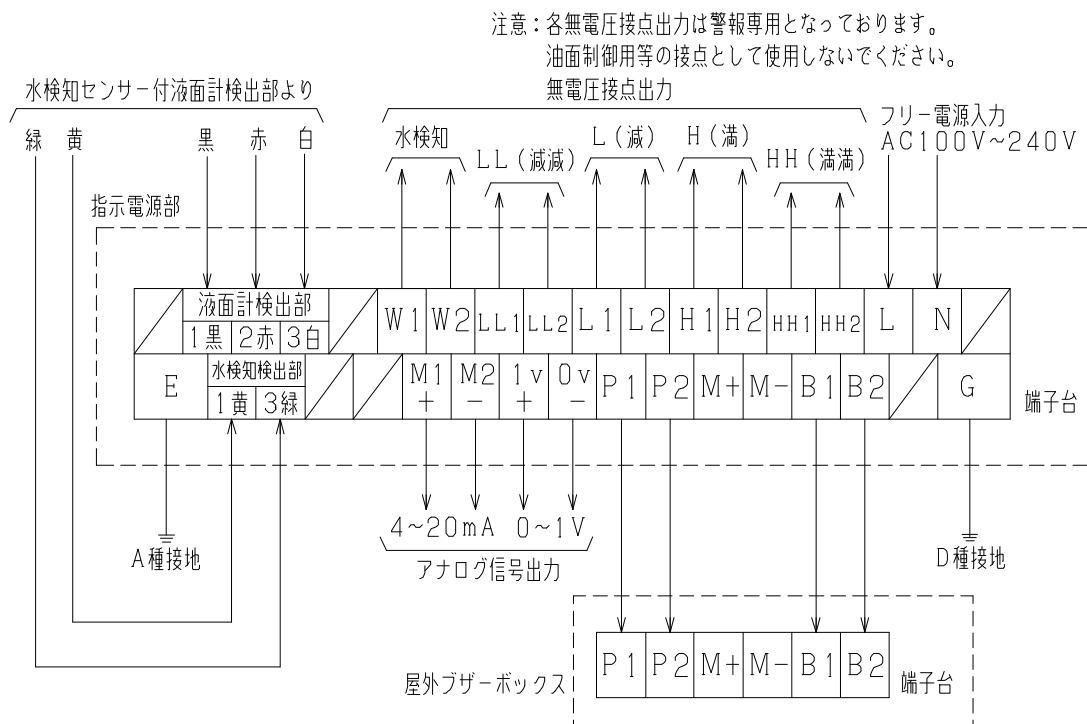 注意：各無電圧接点出力は警報専用となっております。
油面制御用等の接点として使用しないでください。
水検知センサー付液面計検出部より
無電圧接点出力
フリー電源入力
AC100V~240V
緑 黄 黒 赤 白
水検知
LL(減減)
L(減)
H(満)
HH(満満)
指示電源部
液面計検出部
1黒 2赤 3白
W1 W2 LL1 LL2 L1 L2 H1 H2 HH1 HH2 L N
E
水検知検出部
1黄 3緑
M1 + M2 - 1v + 0v - P1 P2 M+ M- B1 B2 G
端子台
4~20mA 0~1V
アナログ信号出力
A種接地
D種接地
屋外ブザーボックス
P1 P2 M+ M- B1 B2
端子台